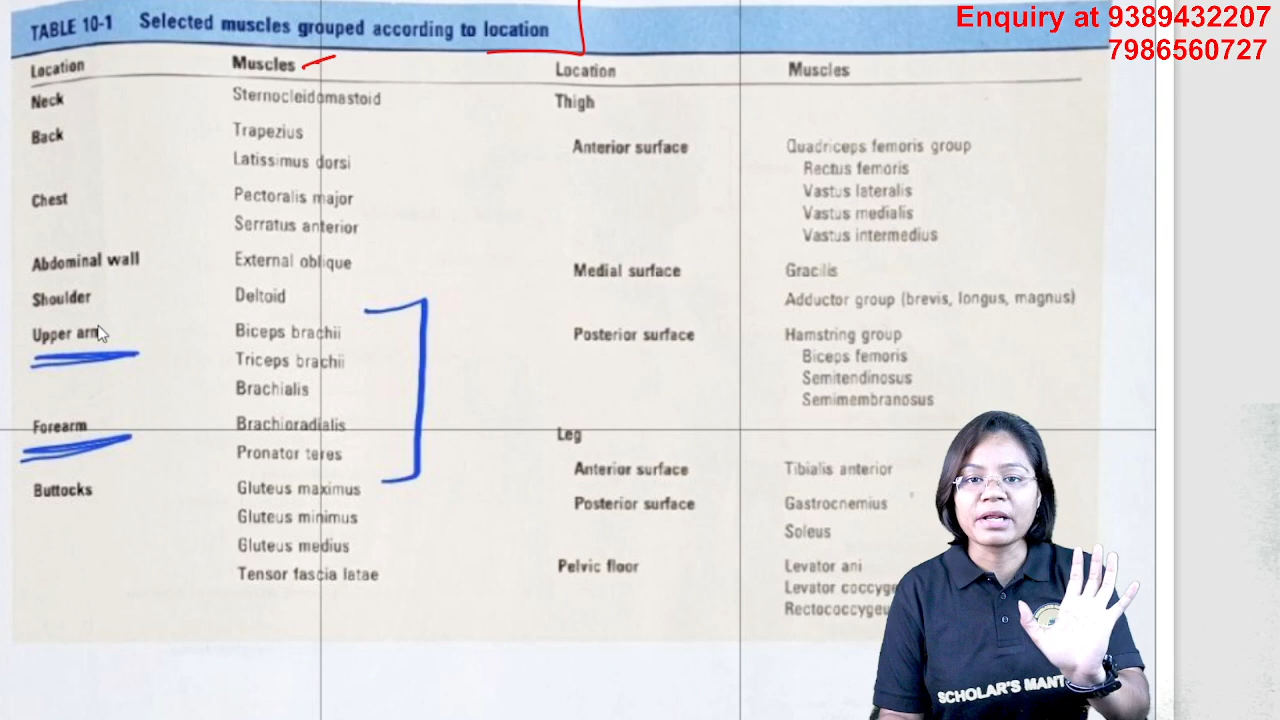 Enquiry at 9389432207
7986560727
TABLE 10-1 Selected muscles grouped according to location
Location Muscles
Neck Sternocleidomastoid
Back Trapezius
Latissimus dorsi
Chest Pectoralis major
Serratus anterior
Abdominal wall External oblique
Shoulder Deltoid
Upper arm Biceps brachii
Triceps brachii
Brachialis
Forearm Brachioradialis
Pronator teres
Buttocks Gluteus maximus
Gluteus minimus
Gluteus medius
Tensor fascia latae
Location Muscles
Thigh
Anterior surface Quadriceps femoris group
Rectus femoris
Vastus lateralis
Vastus medialis
Vastus intermedius
Medial surface Gracilis
Adductor group (brevis, longus, magnus)
Posterior surface Hamstring group
Biceps femoris
Semitendinosus
Semimembranosus
Leg
Anterior surface Tibialis anterior
Posterior surface Gastrocnemius
Soleus
Pelvic floor Levator ani
Levator
SCHOLAR'S